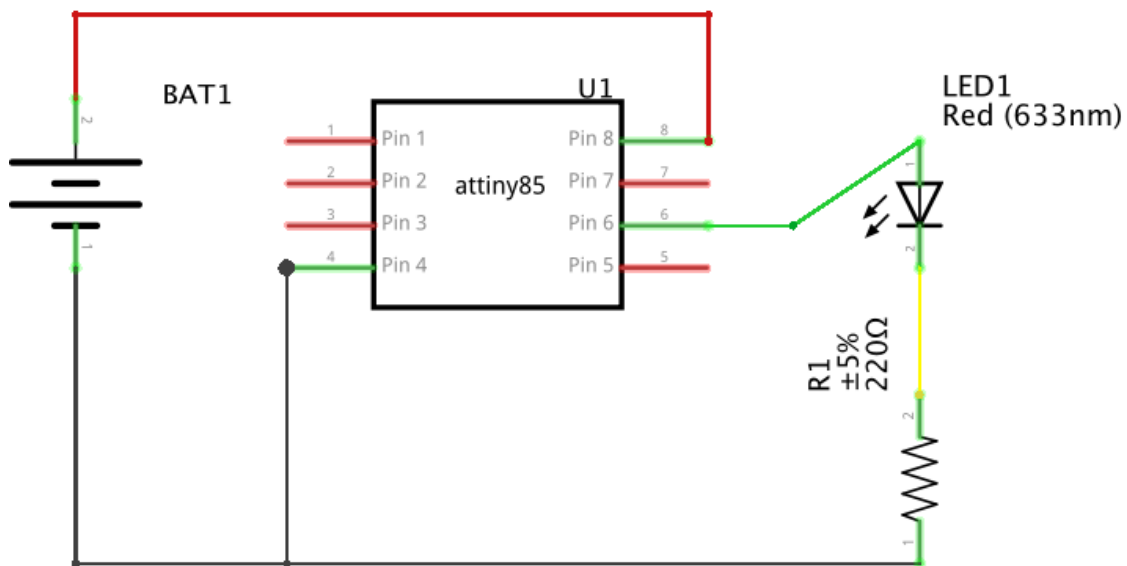 BAT1
2
1
U1
attiny85
1
Pin 1
2
Pin 2
3
Pin 3
4
Pin 4
Pin 8
8
Pin 7
7
Pin 6
6
Pin 5
5
LED1
Red (633nm)
1
2
R1
±5%
220Ω
2
1